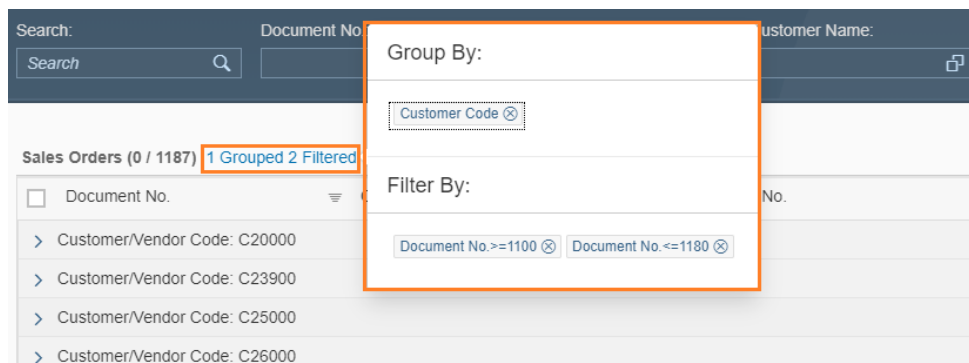 Search:
Document No
ustomer Name:
Search
Group By:
Customer Code
Sales Orders (0 / 1187) 1 Grouped 2 Filtered
Filter By:
Document No.
No.
Document No.>=1100 Document No.<=1180
Customer/Vendor Code: C20000
Customer/Vendor Code: C23900
Customer/Vendor Code: C25000
Customer/Vendor Code: C26000